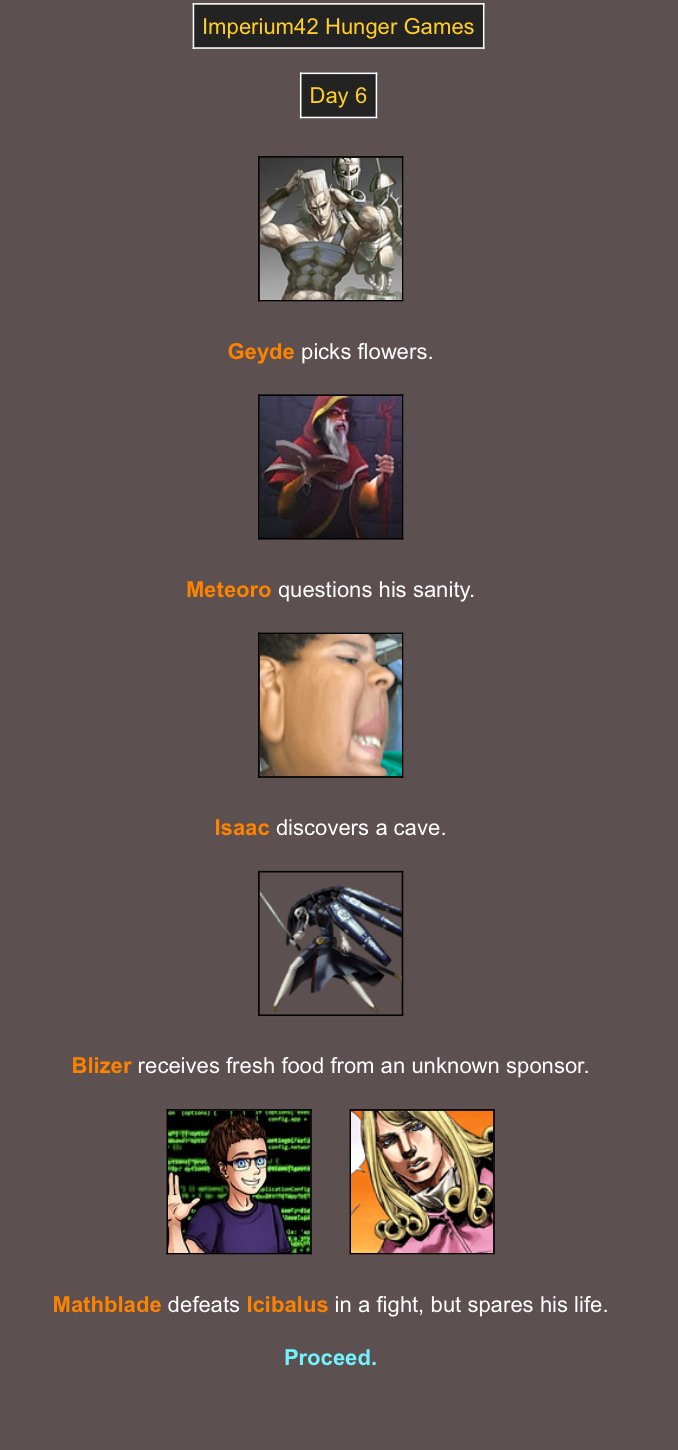 Imperium42 Hunger Games
Day 6
Geyde picks flowers.
Meteoro questions his sanity.
Isaac discovers a cave.
Blizer receives fresh food from an unknown sponsor.
Mathblade defeats Icibalus in a fight, but spares his life.
Proceed.